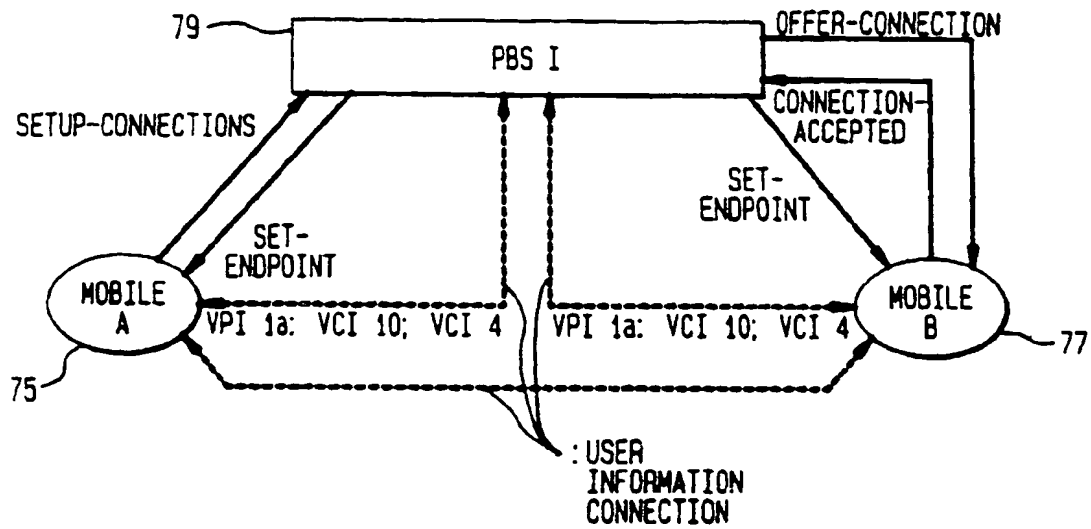 79
PBS I
OFFER-CONNECTION
SETUP-CONNECTIONS
CONNECTION-
ACCEPTED
SET-
ENDPOINT
SET-
ENDPOINT
MOBILE
A
MOBILE
B
VPI 1a: VCI 10; VCI 4
VPI 1a: VCI 10; VCI 4
75
77
: USER
INFORMATION
CONNECTION